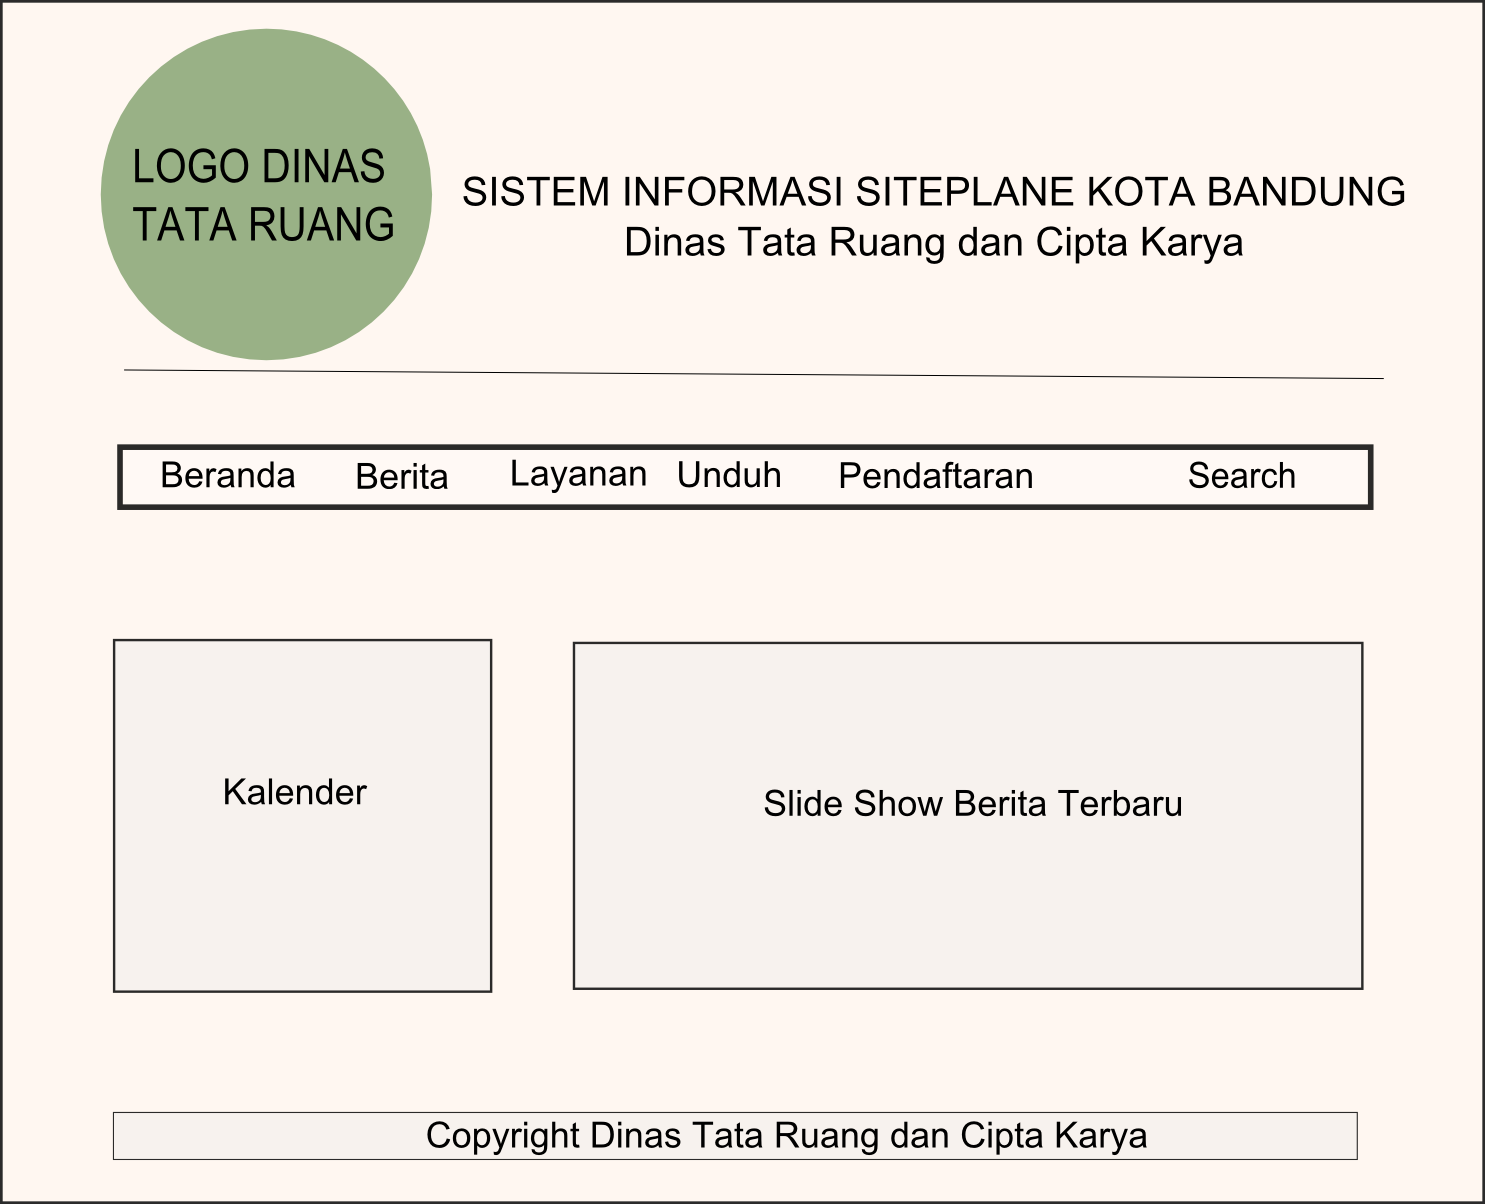 LOGO DINAS
TATA RUANG
SISTEM INFORMASI SITEPLANE KOTA BANDUNG
Dinas Tata Ruang dan Cipta Karya
Beranda Berita Layanan Unduh Pendaftaran Search
Kalender
Slide Show Berita Terbaru
Copyright Dinas Tata Ruang dan Cipta Karya